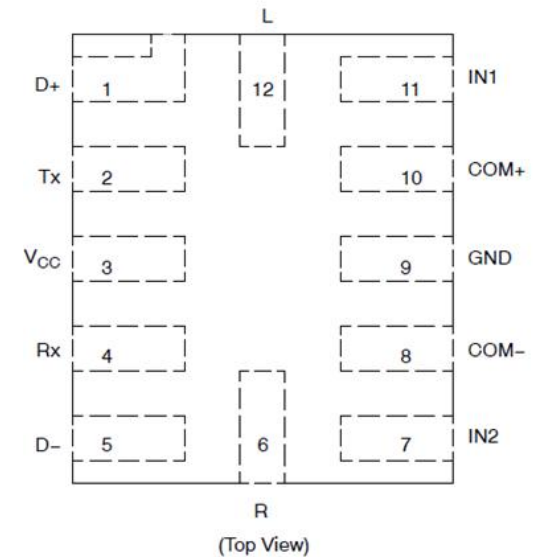 L
D+ 1 12 11 IN1
Tx 2 10 COM+
VCC 3 9 GND
Rx 4 8 COM–
D– 5 6 7 IN2
R
(Top View)